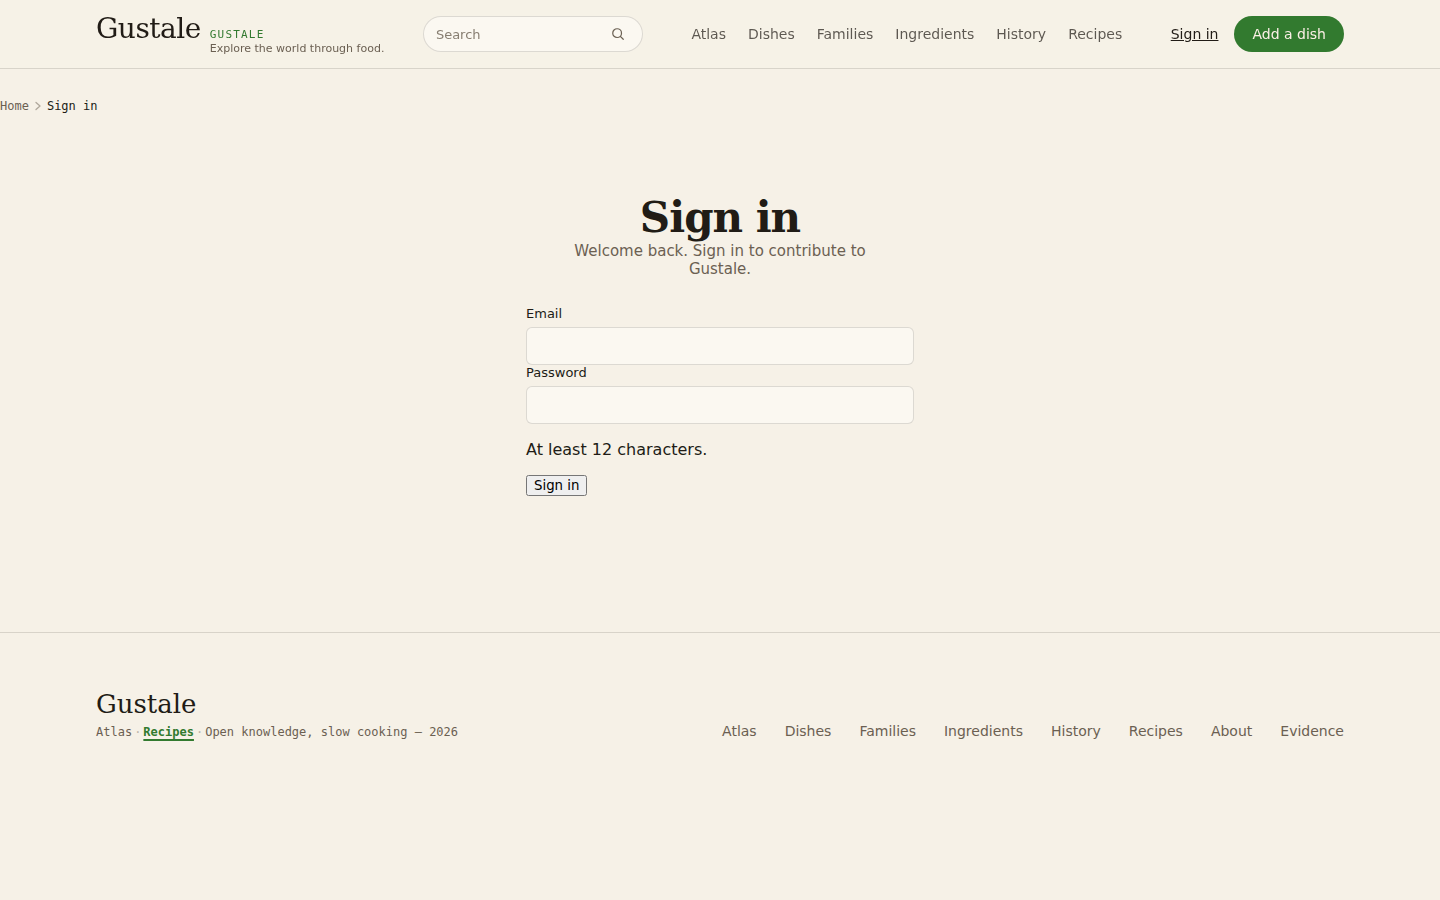 Gustale GUSTALE
Explore the world through food.
Search
Atlas Dishes Families Ingredients History Recipes Sign in Add a dish
Home Sign in
Sign in
Welcome back. Sign in to contribute to
Gustale.
Email
Password
At least 12 characters.
Sign in
Gustale
Atlas · Recipes · Open knowledge, slow cooking — 2026
Atlas Dishes Families Ingredients History Recipes About Evidence